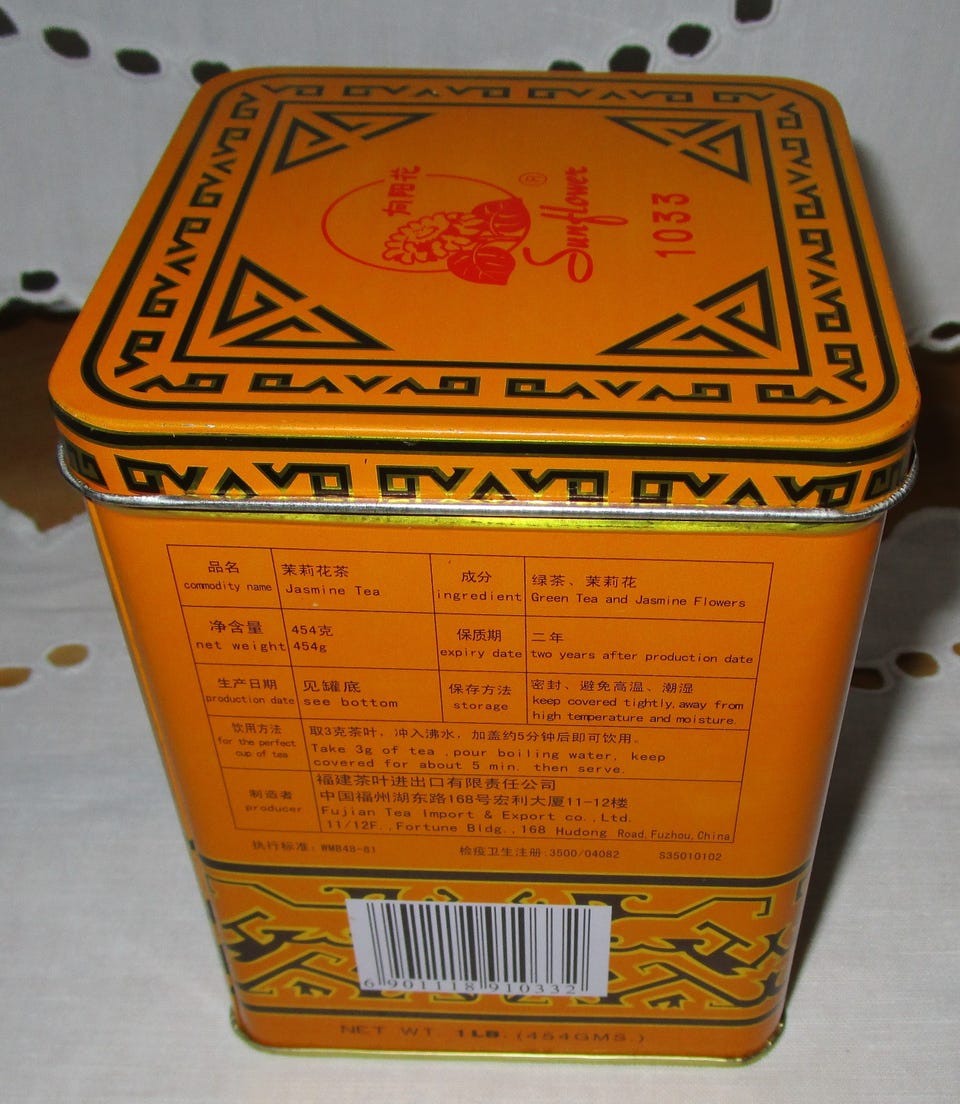 向阳花
Sunflower ®
1033
品名
commodity name
茉莉花茶
Jasmine Tea
成分
ingredient
绿茶、茉莉花
Green Tea and Jasmine Flowers
净含量
net weight
454克
454g
保质期
expiry date
二年
two years after production date
生产日期
production date
见罐底
see bottom
保存方法
storage
密封、避免高温、潮湿
keep covered tightly, away from
high temperature and moisture.
饮用方法
for the perfect
cup of tea
取3克茶叶，冲入沸水，加盖约5分钟后即可饮用。
Take 3g of tea ,pour boiling water, keep
covered for about 5 min. then serve.
制造者
producer
福建茶叶进出口有限责任公司
中国福州湖东路168号宏利大厦11-12楼
Fujian Tea Import & Export co.,Ltd.
11/12F.,Fortune Bldg.,168 Hudong Road,Fuzhou,China
执行标准: WMB48-81 检疫卫生注册 3500/04082 S35010102
6 901118 910332
NET WT. 1LB. (454GMS.)